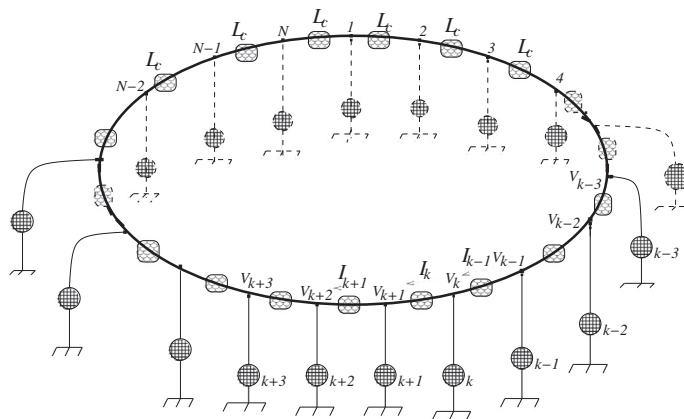 L_c L_c L_c L_c L_c L_c
N-2 N-1 N 1 2 3 4
V_{k-3}
V_{k-2}
k-3
I_{k+1} I_k I_{k-1} V_{k-1}
V_{k+3} V_{k+2} V_{k+1} V_k
k-2
k+3 k+2 k+1 k k-1